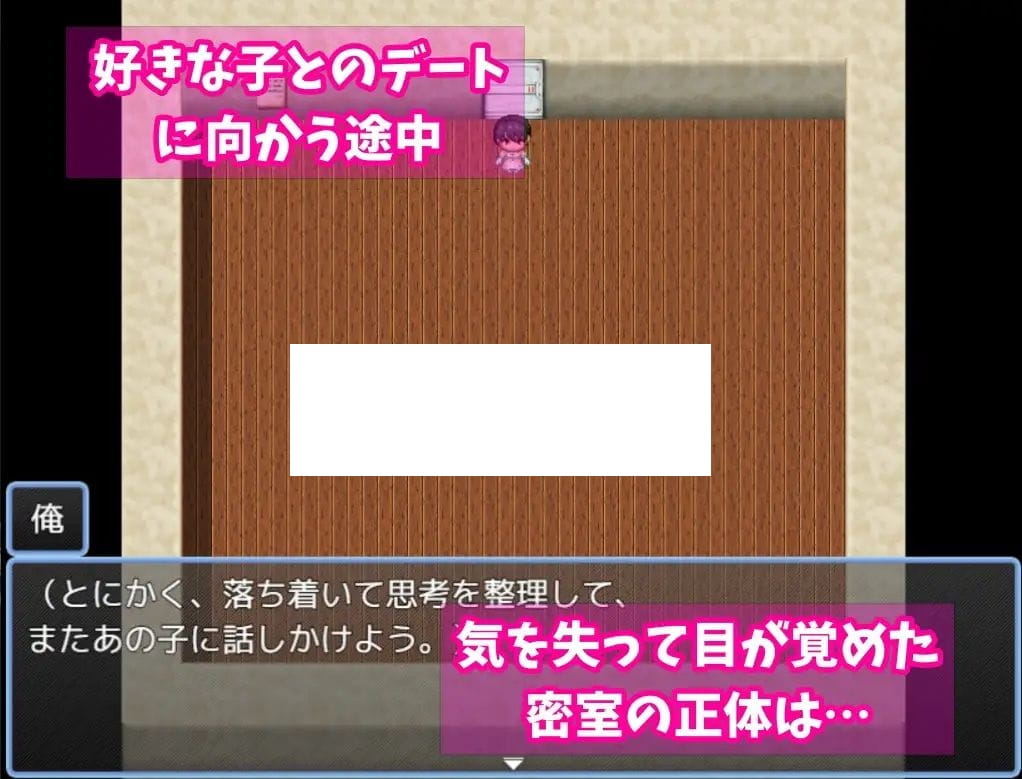 好きな子とのデート
に向かう途中
俺
（とにかく、落ち着いて思考を整理して、
またあの子に話しかけよう。
気を失って目が覚めた
密室の正体は…